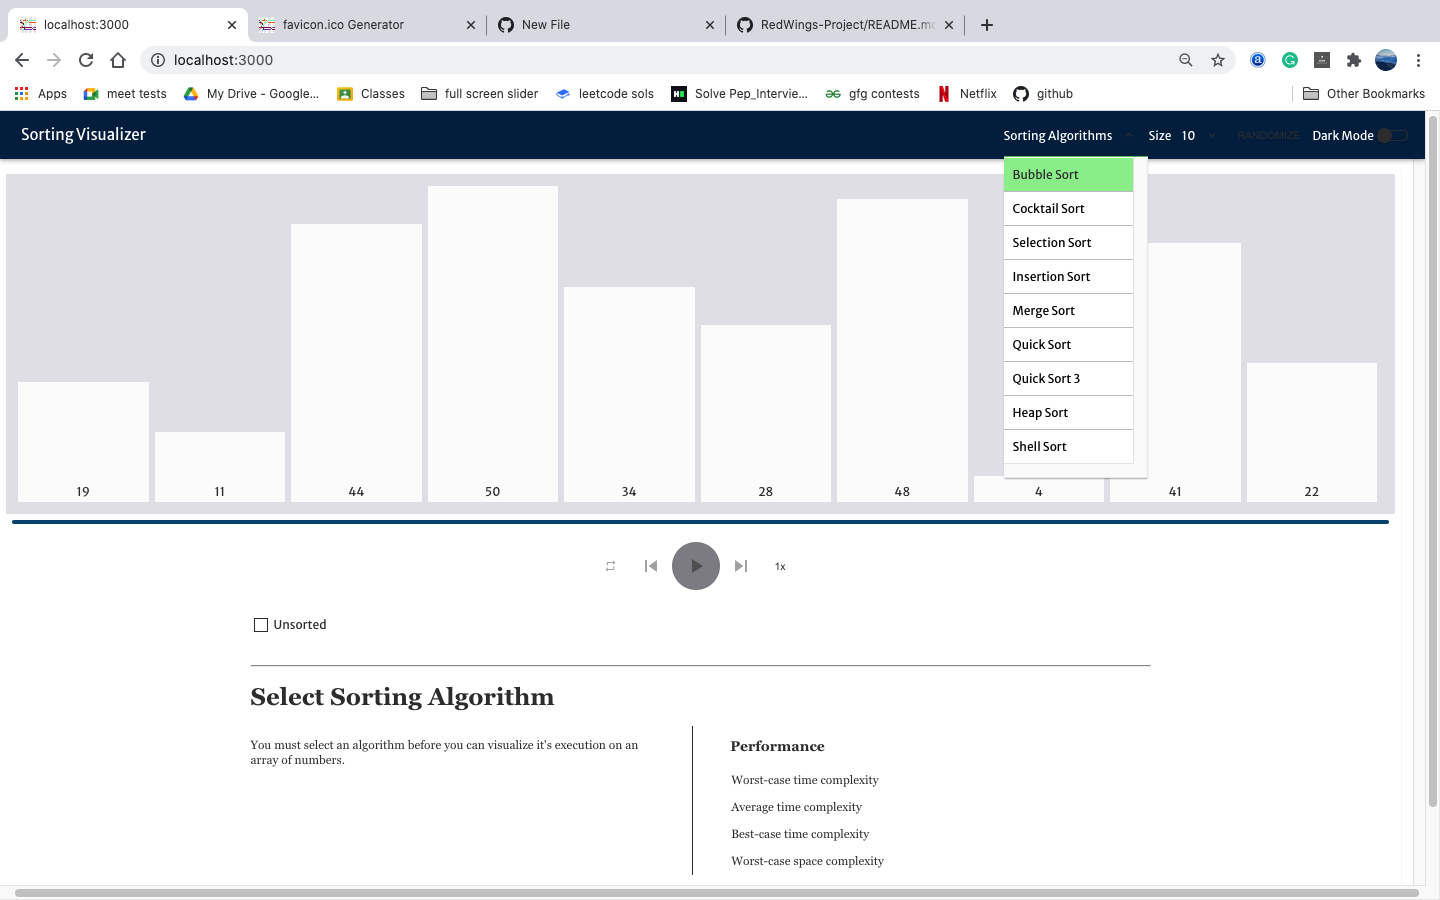 localhost:3000
favicon.ico Generator
New File
RedWings-Project/README.m
localhost:3000
Apps
meet tests
My Drive - Google...
Classes
full screen slider
leetcode sols
Solve Pep_Intervie...
gfg contests
Netflix
github
Other Bookmarks
Sorting Visualizer
Sorting Algorithms
Size
10
RANDOMIZE
Dark Mode
Bubble Sort
Cocktail Sort
Selection Sort
Insertion Sort
Merge Sort
Quick Sort
Quick Sort 3
Heap Sort
Shell Sort
19
11
44
50
34
28
48
4
41
22
1x
Unsorted
Select Sorting Algorithm
You must select an algorithm before you can visualize it's execution on an
array of numbers.
Performance
Worst-case time complexity
Average time complexity
Best-case time complexity
Worst-case space complexity